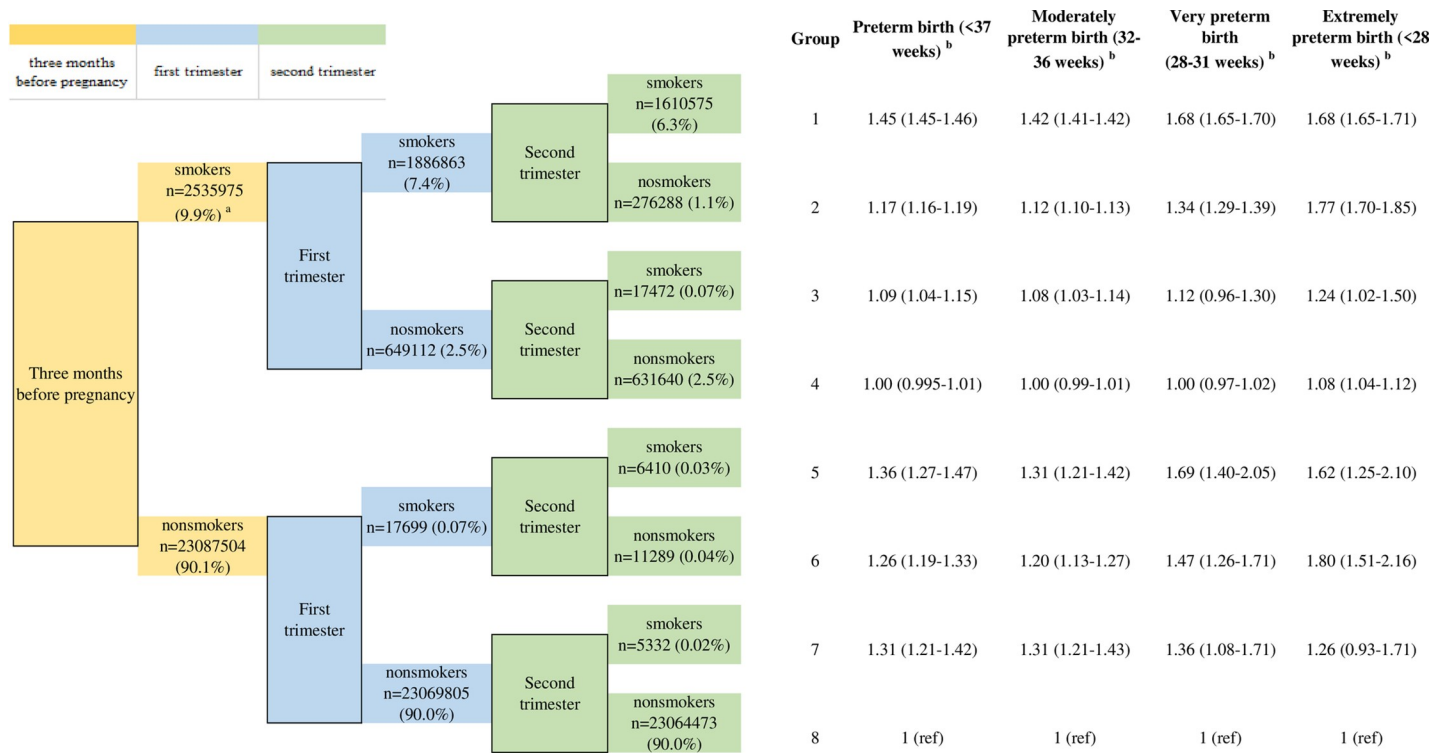 three months
before pregnancy
first trimester
second trimester
Three months
before pregnancy
smokers
n=2535975
(9.9%) a
nonsmokers
n=23087504
(90.1%)
First
trimester
smokers
n=1886863
(7.4%)
nosmokers
n=649112 (2.5%)
First
trimester
smokers
n=17699 (0.07%)
nonsmokers
n=23069805
(90.0%)
Second
trimester
smokers
n=1610575
(6.3%)
nosmokers
n=276288 (1.1%)
Second
trimester
smokers
n=17472 (0.07%)
nonsmokers
n=631640 (2.5%)
Second
trimester
smokers
n=6410 (0.03%)
nonsmokers
n=11289 (0.04%)
Second
trimester
smokers
n=5332 (0.02%)
nonsmokers
n=23064473
(90.0%)
Group
Preterm birth (<37
weeks) b
Moderately
preterm birth (32-
36 weeks) b
Very preterm
birth
(28-31 weeks) b
Extremely
preterm birth (<28
weeks) b
1 1.45 (1.45-1.46) 1.42 (1.41-1.42) 1.68 (1.65-1.70) 1.68 (1.65-1.71)
2 1.17 (1.16-1.19) 1.12 (1.10-1.13) 1.34 (1.29-1.39) 1.77 (1.70-1.85)
3 1.09 (1.04-1.15) 1.08 (1.03-1.14) 1.12 (0.96-1.30) 1.24 (1.02-1.50)
4 1.00 (0.995-1.01) 1.00 (0.99-1.01) 1.00 (0.97-1.02) 1.08 (1.04-1.12)
5 1.36 (1.27-1.47) 1.31 (1.21-1.42) 1.69 (1.40-2.05) 1.62 (1.25-2.10)
6 1.26 (1.19-1.33) 1.20 (1.13-1.27) 1.47 (1.26-1.71) 1.80 (1.51-2.16)
7 1.31 (1.21-1.42) 1.31 (1.21-1.43) 1.36 (1.08-1.71) 1.26 (0.93-1.71)
8 1 (ref) 1 (ref) 1 (ref) 1 (ref)